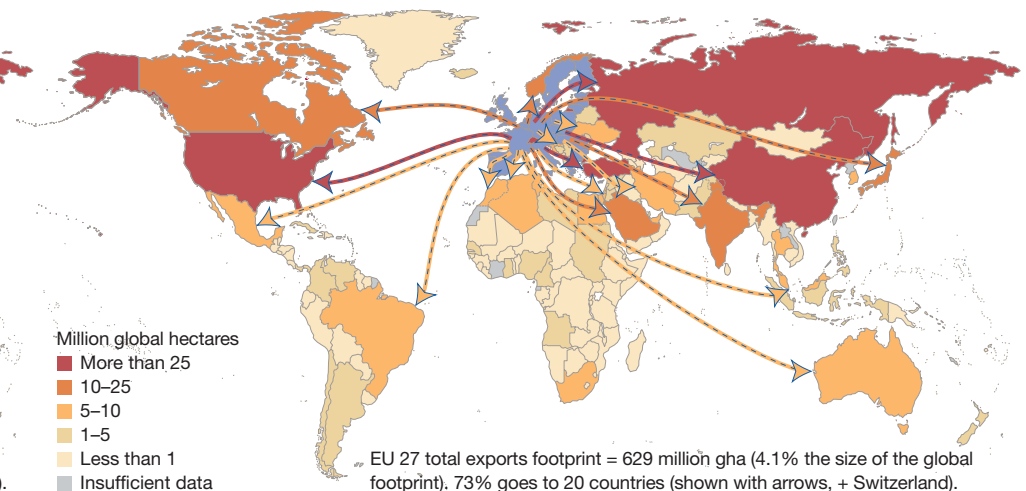 Million global hectares
More than 25
10–25
5–10
1–5
Less than 1
Insufficient data
).
EU 27 total exports footprint = 629 million gha (4.1% the size of the global
footprint). 73% goes to 20 countries (shown with arrows, + Switzerland).